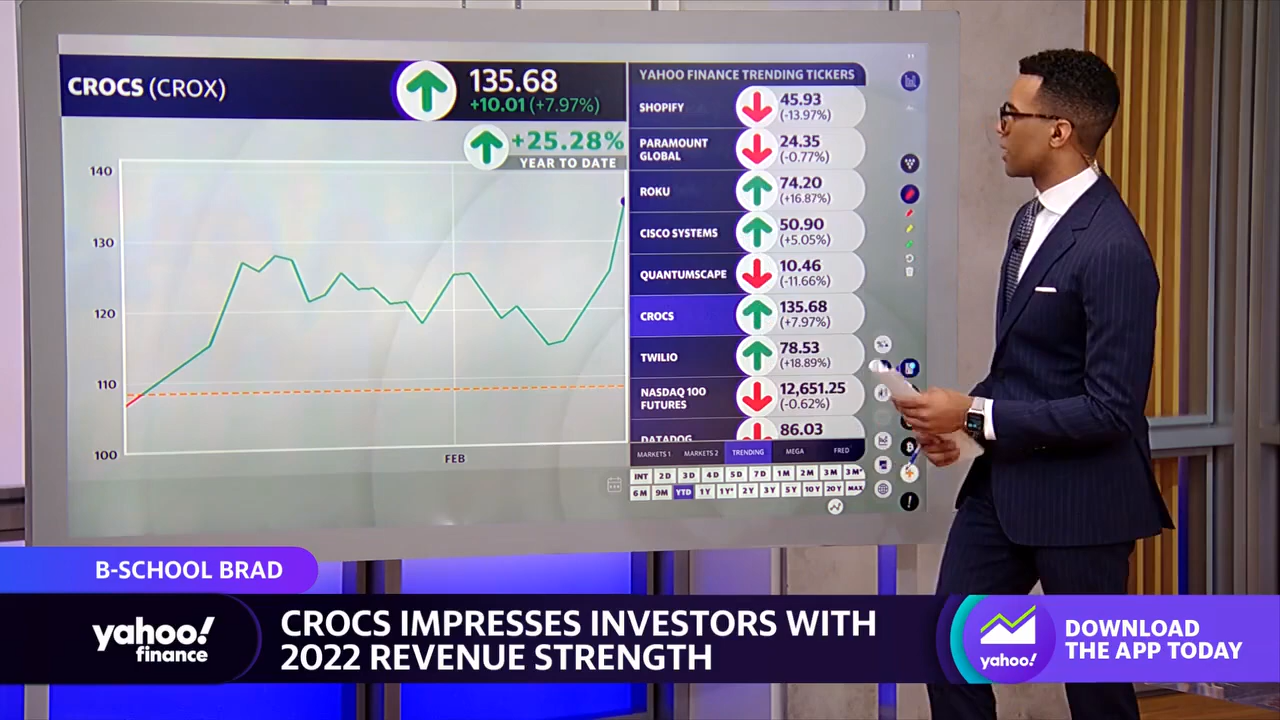 CROCS (CROX)
135.68
+10.01 (+7.97%)
+25.28%
YEAR TO DATE
140
130
120
110
100
FEB
YAHOO FINANCE TRENDING TICKERS
SHOPIFY
45.93
(-13.97%)
PARAMOUNT
GLOBAL
24.35
(-0.77%)
ROKU
74.20
(+16.87%)
CISCO SYSTEMS
50.90
(+5.05%)
QUANTUMSCAPE
10.46
(-11.66%)
CROCS
135.68
(+7.97%)
TWILIO
78.53
(+18.89%)
NASDAQ 100
FUTURES
12,651.25
(-0.62%)
DATADOG
86.03
MARKETS 1 MARKETS 2 TRENDING MEGA FRED
INT 2D 3D 4D 5D 7D 1M 2M 3M 3M*
6M 9M YTD 1Y 1Y* 2Y 3Y 5Y 10Y 20Y MAX
B-SCHOOL BRAD
yahoo!
finance
CROCS IMPRESSES INVESTORS WITH
2022 REVENUE STRENGTH
yahoo!
DOWNLOAD
THE APP TODAY